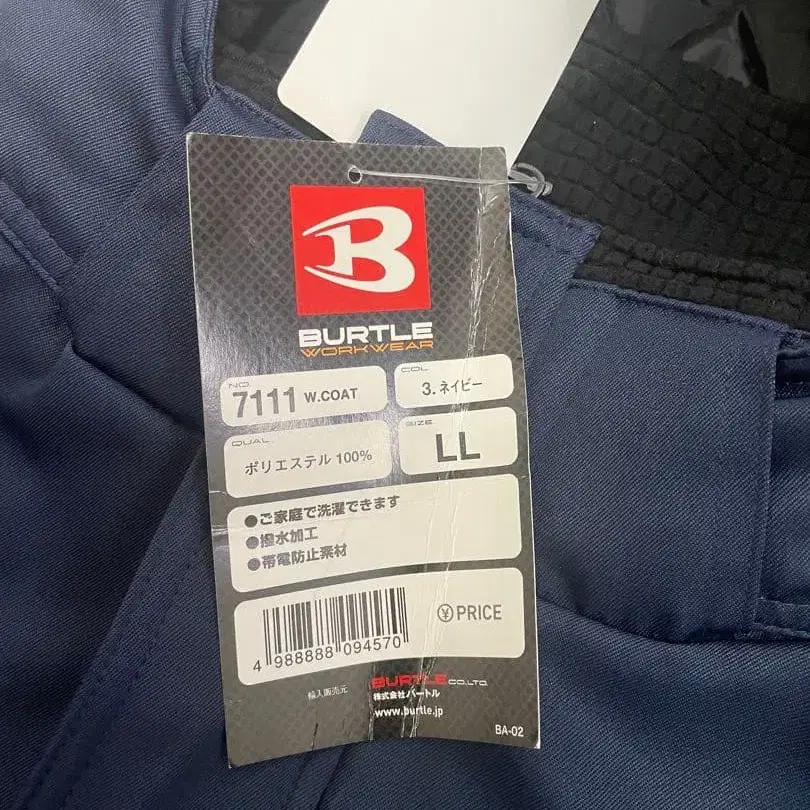 B
BURTLE
WORKWEAR
NO.
7111 W.COAT
COL
3.ネイビー
QUAL.
ポリエステル 100%
SIZE
LL
●ご家庭で洗濯できます
●撥水加工
●帯電防止素材
4 988888 094570
¥ PRICE
輸入販売元
BURTLE CO.LTD.
株式会社バートル
www.burtle.jp
BA-02